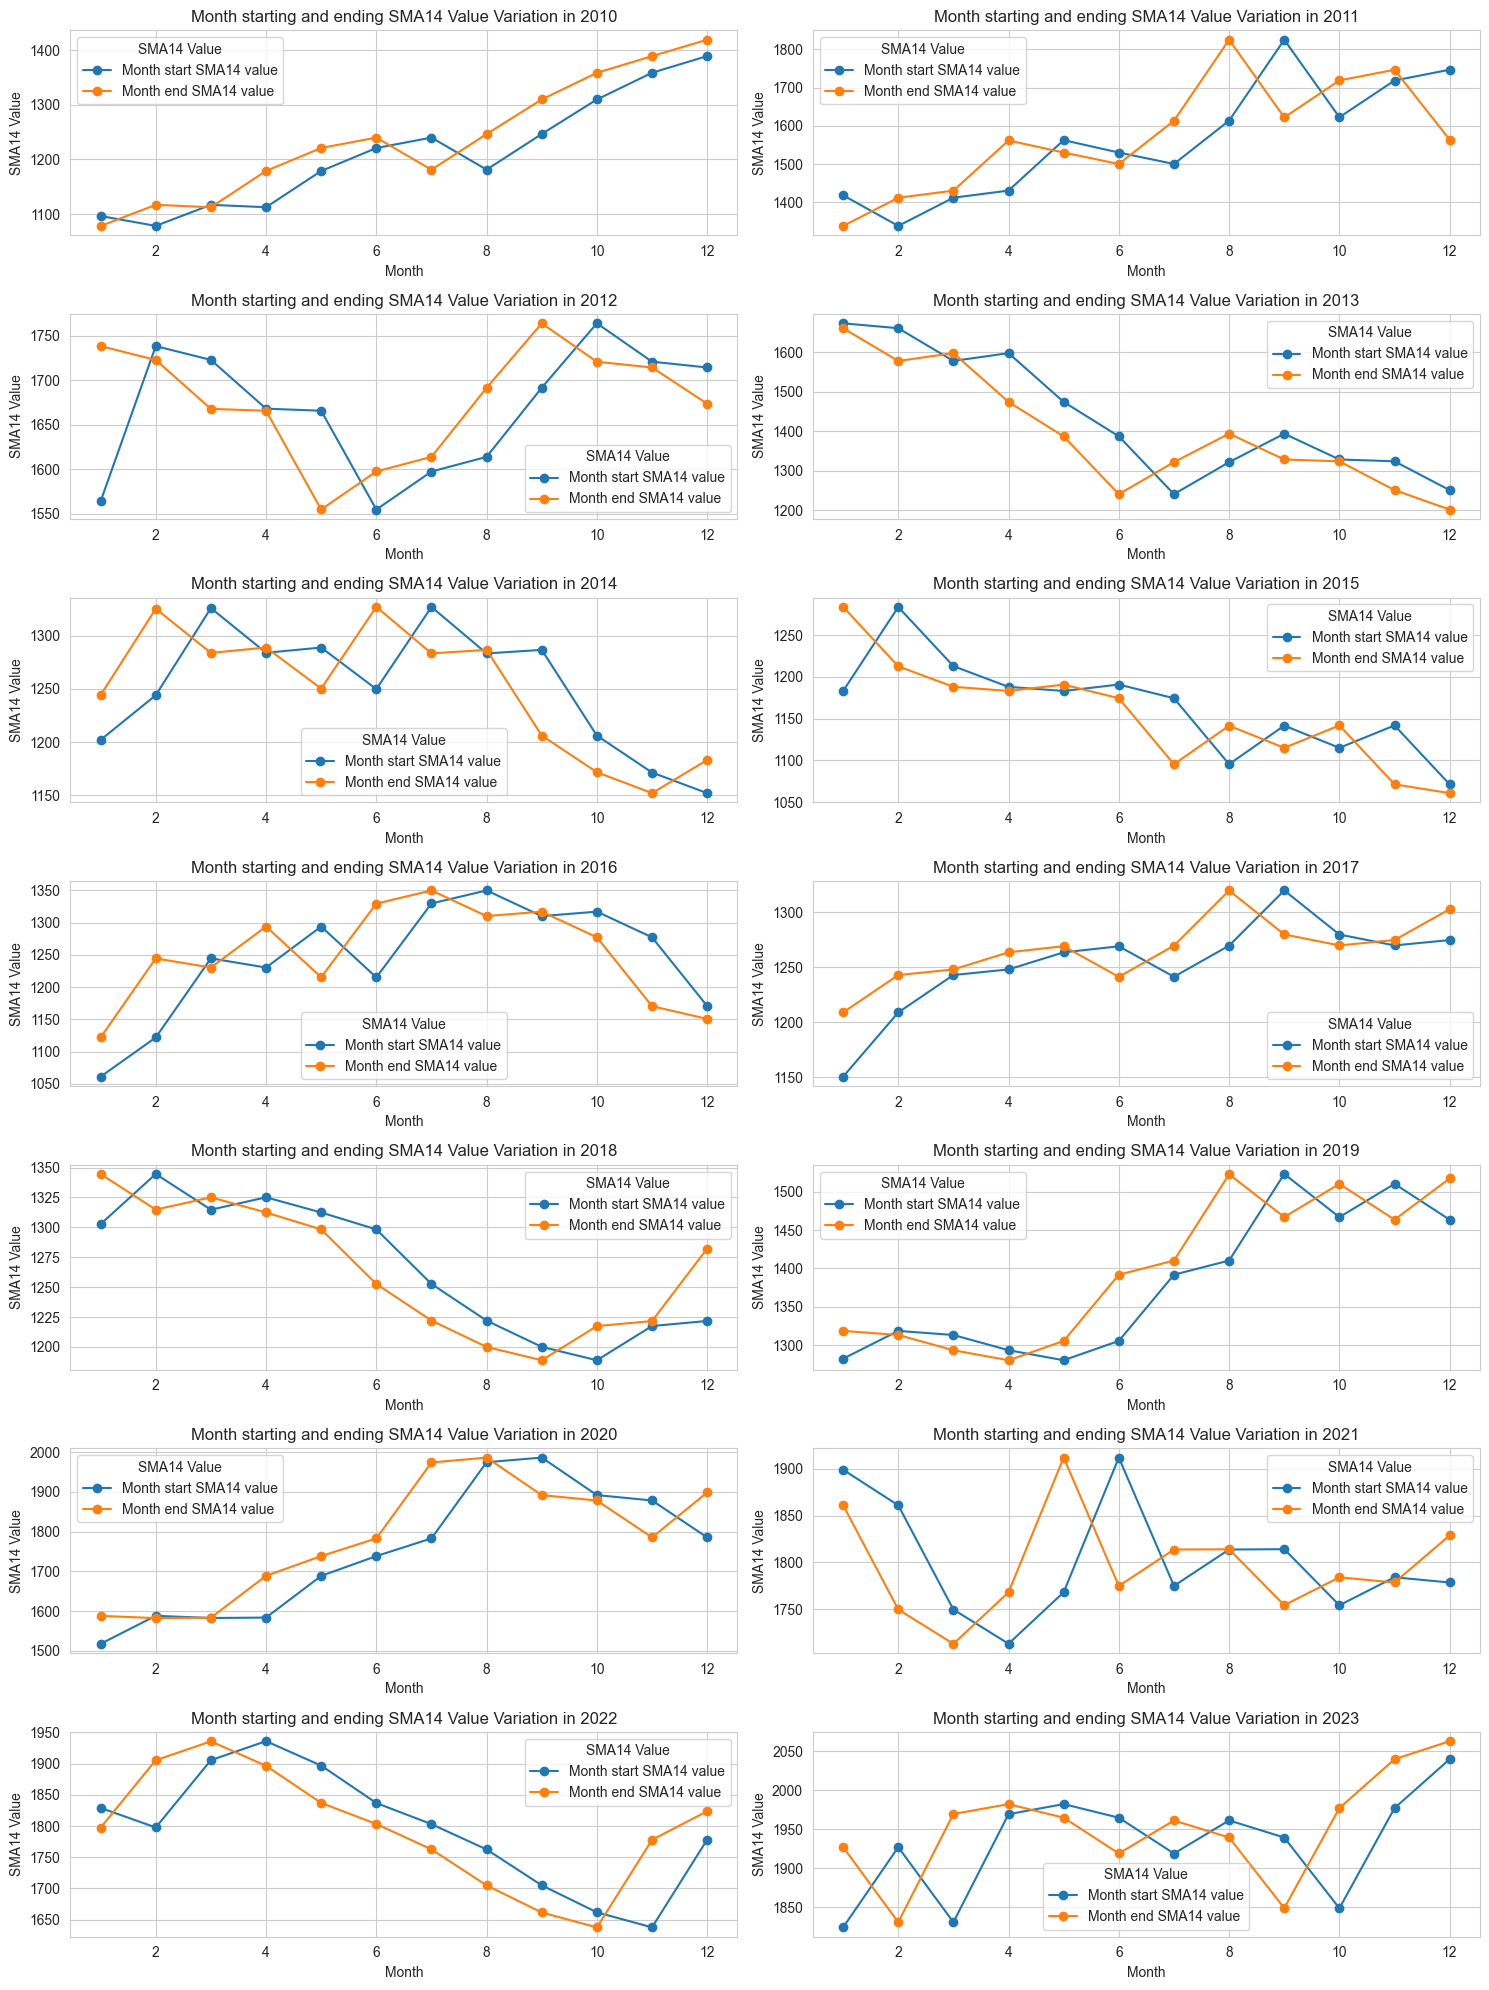 Month starting and ending SMA14 Value Variation in 2010
SMA14 Value
SMA14 Value
Month start SMA14 value
Month end SMA14 value
1400
1300
1200
1100
2 4 6 8 10 12
Month
Month starting and ending SMA14 Value Variation in 2011
SMA14 Value
SMA14 Value
Month start SMA14 value
Month end SMA14 value
1800
1700
1600
1500
1400
2 4 6 8 10 12
Month
Month starting and ending SMA14 Value Variation in 2012
SMA14 Value
1750
1700
1650
1600
1550
SMA14 Value
Month start SMA14 value
Month end SMA14 value
2 4 6 8 10 12
Month
Month starting and ending SMA14 Value Variation in 2013
SMA14 Value
SMA14 Value
Month start SMA14 value
Month end SMA14 value
1600
1500
1400
1300
1200
2 4 6 8 10 12
Month
Month starting and ending SMA14 Value Variation in 2014
SMA14 Value
1300
1250
1200
1150
SMA14 Value
Month start SMA14 value
Month end SMA14 value
2 4 6 8 10 12
Month
Month starting and ending SMA14 Value Variation in 2015
SMA14 Value
SMA14 Value
Month start SMA14 value
Month end SMA14 value
1250
1200
1150
1100
1050
2 4 6 8 10 12
Month
Month starting and ending SMA14 Value Variation in 2016
SMA14 Value
1350
1300
1250
1200
1150
1100
1050
SMA14 Value
Month start SMA14 value
Month end SMA14 value
2 4 6 8 10 12
Month
Month starting and ending SMA14 Value Variation in 2017
SMA14 Value
1300
1250
1200
1150
SMA14 Value
Month start SMA14 value
Month end SMA14 value
2 4 6 8 10 12
Month
Month starting and ending SMA14 Value Variation in 2018
SMA14 Value
SMA14 Value
Month start SMA14 value
Month end SMA14 value
1350
1325
1300
1275
1250
1225
1200
2 4 6 8 10 12
Month
Month starting and ending SMA14 Value Variation in 2019
SMA14 Value
SMA14 Value
Month start SMA14 value
Month end SMA14 value
1500
1450
1400
1350
1300
2 4 6 8 10 12
Month
Month starting and ending SMA14 Value Variation in 2020
SMA14 Value
SMA14 Value
Month start SMA14 value
Month end SMA14 value
2000
1900
1800
1700
1600
1500
2 4 6 8 10 12
Month
Month starting and ending SMA14 Value Variation in 2021
SMA14 Value
SMA14 Value
Month start SMA14 value
Month end SMA14 value
1900
1850
1800
1750
2 4 6 8 10 12
Month
Month starting and ending SMA14 Value Variation in 2022
SMA14 Value
SMA14 Value
Month start SMA14 value
Month end SMA14 value
1950
1900
1850
1800
1750
1700
1650
2 4 6 8 10 12
Month
Month starting and ending SMA14 Value Variation in 2023
SMA14 Value
2050
2000
1950
1900
1850
SMA14 Value
Month start SMA14 value
Month end SMA14 value
2 4 6 8 10 12
Month